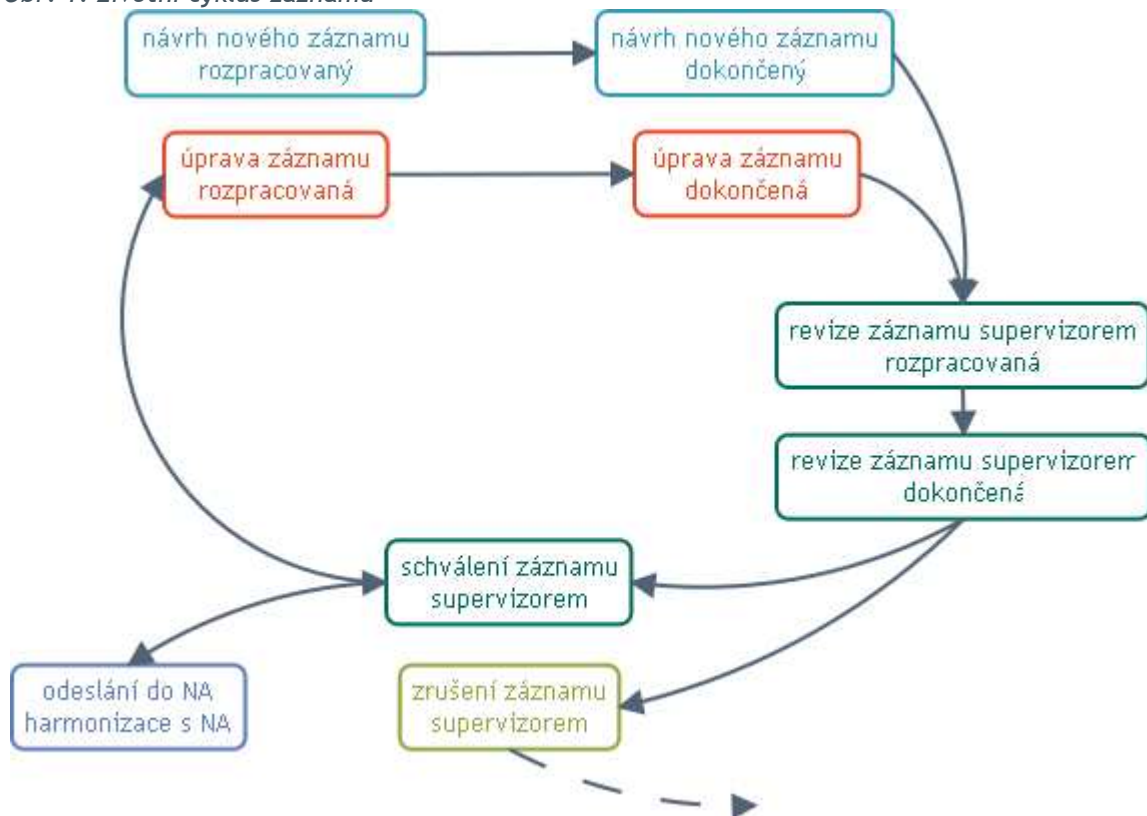 návrh nového záznamu
rozpracovaný
návrh nového záznamu
dokončený
úprava záznamu
rozpracovaná
úprava záznamu
dokončená
revize záznamu supervizorem
rozpracovaná
revize záznamu supervizorem
dokončená
schválení záznamu
supervizorem
odeslání do NA
harmonizace s NA
zrušení záznamu
supervizorem